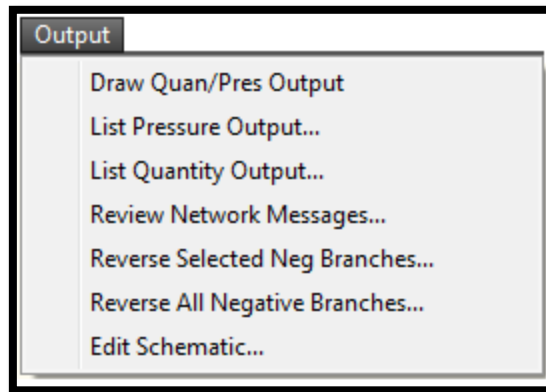 Output
Draw Quan/Pres Output
List Pressure Output...
List Quantity Output...
Review Network Messages...
Reverse Selected Neg Branches...
Reverse All Negative Branches...
Edit Schematic...